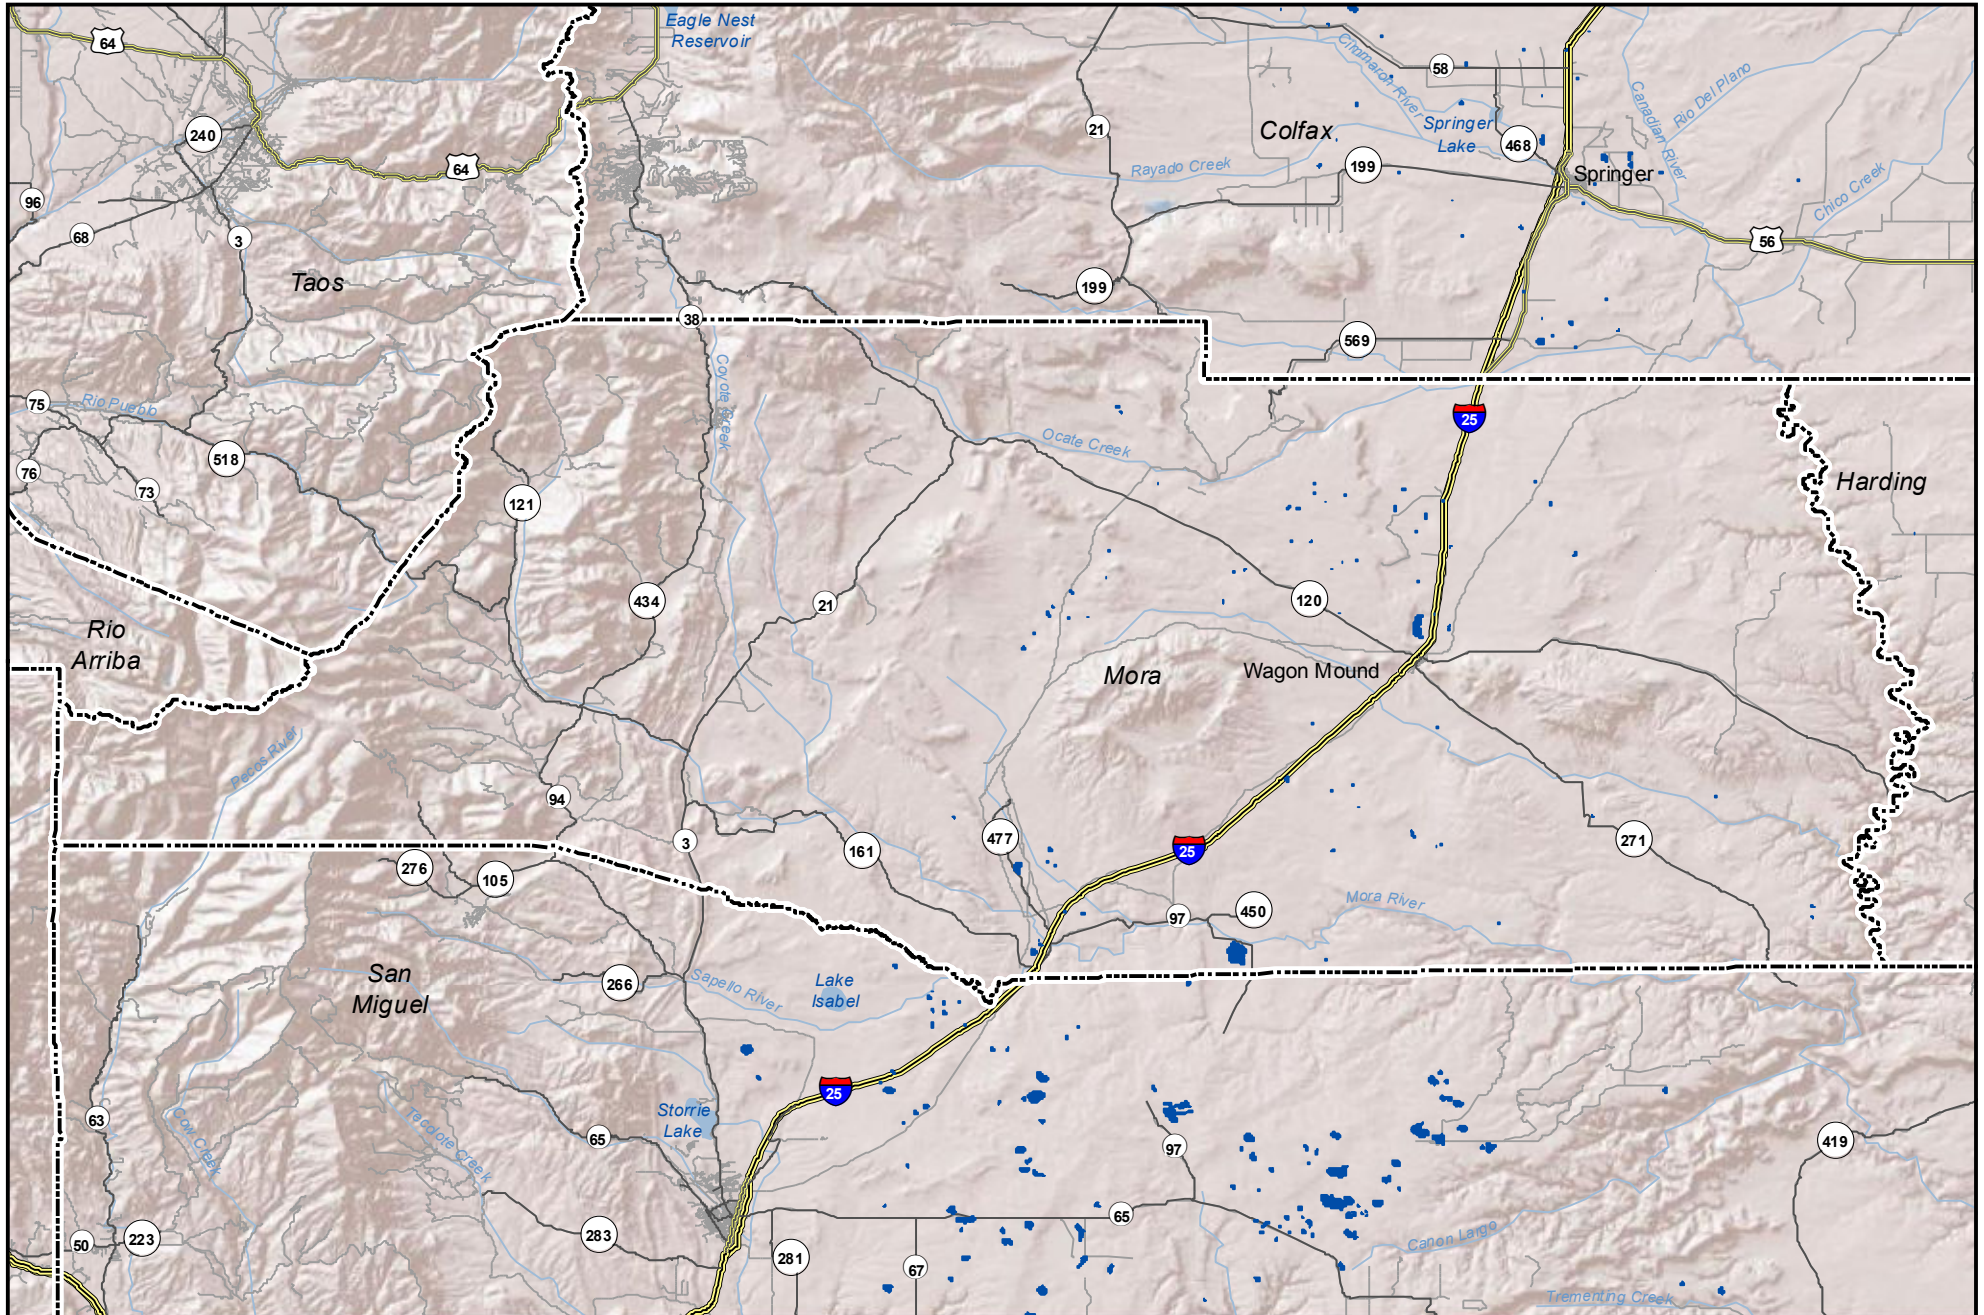 Eagle Nest
Reservoir
64
58
Cimmaron River
Canadian River
Rio Del Plano
240
21
Colfax
Springer
Lake
468
64
Rayado Creek
199
Springer
96
Chico Creek
68
3
56
Taos
199
38
569
Coyote Creek
75
Rio Pueblo
25
Ocate Creek
518
76
73
121
Harding
434
21
120
Rio
Arriba
Mora
Wagon Mound
Pecos River
94
3
161
477
25
271
276
105
97
450
Mora River
San
Miguel
266
Sapello River
Lake
Isabel
25
63
Cow Creek
Tecolote Creek
Storrie
Lake
65
97
419
50
223
283
281
67
65
Canon Largo
Trementing Creek